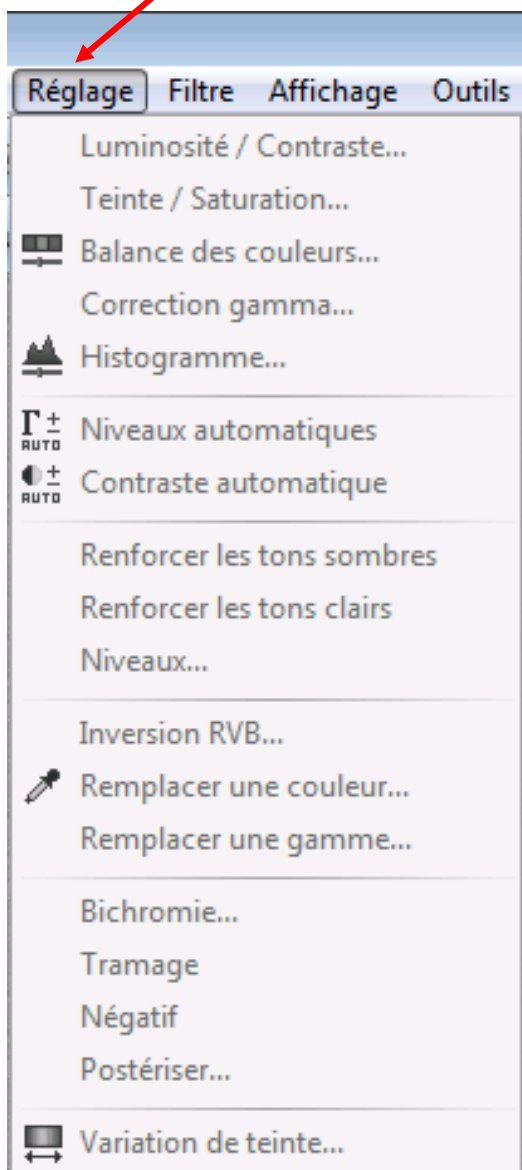 Réglage Filtre Affichage Outils
Luminosité / Contraste...
Teinte / Saturation...
Balance des couleurs...
Correction gamma...
Histogramme...
Γ ± AUTO Niveaux automatiques
± AUTO Contraste automatique
Renforcer les tons sombres
Renforcer les tons clairs
Niveaux...
Inversion RVB...
Remplacer une couleur...
Remplacer une gamme...
Bichromie...
Tramage
Négatif
Postériser...
Variation de teinte...